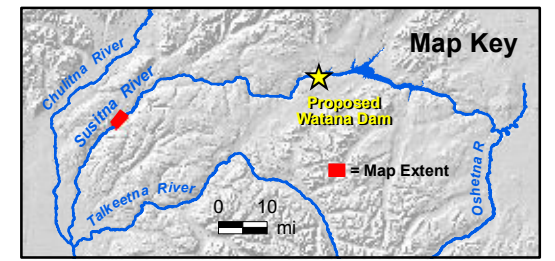 Map Key
Chulitna River
Susitna River
Proposed
Watana Dam
= Map Extent
Talkeetna River
Oshetna R
0 10
mi